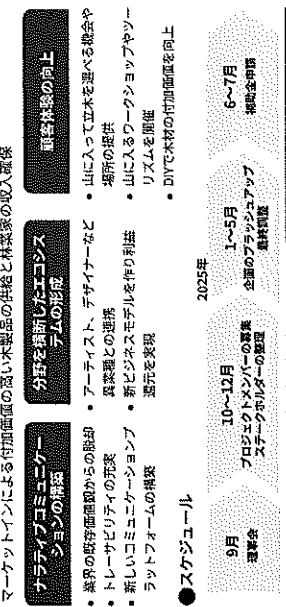 マーケットインによる付加価値の高い木製品の供給と林業家の収入確保
ナラティブコミュニケー
ションの構築
• 業界の既存価値観からの脱却
• トレーサビリティの充実
• 新しいコミュニケーションプ
ラットフォームの構築
分野を横断したエコシス
テムの形成
• アーティスト、デザイナーなど
異業種との連携
• 新ビジネスモデルを作り利益
還元を実現
顧客体験の向上
• 山に入って立木を選べる機会や
場所の提供
• 山に入るワークショップやツー
リズムを開催
• DIYで木材の付加価値を向上
●スケジュール
2025年
9月
理事会
10~12月
プロジェクトメンバーの募集
ステークホルダーの整理
1~5月
企画のブラッシュアップ
最終調整
6~7月
補助金申請